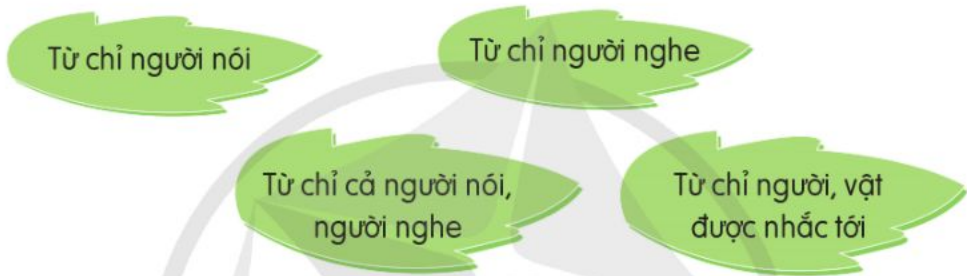 Từ chỉ người nói
Từ chỉ người nghe
Từ chỉ cả người nói,
người nghe
Từ chỉ người, vật
được nhắc tới